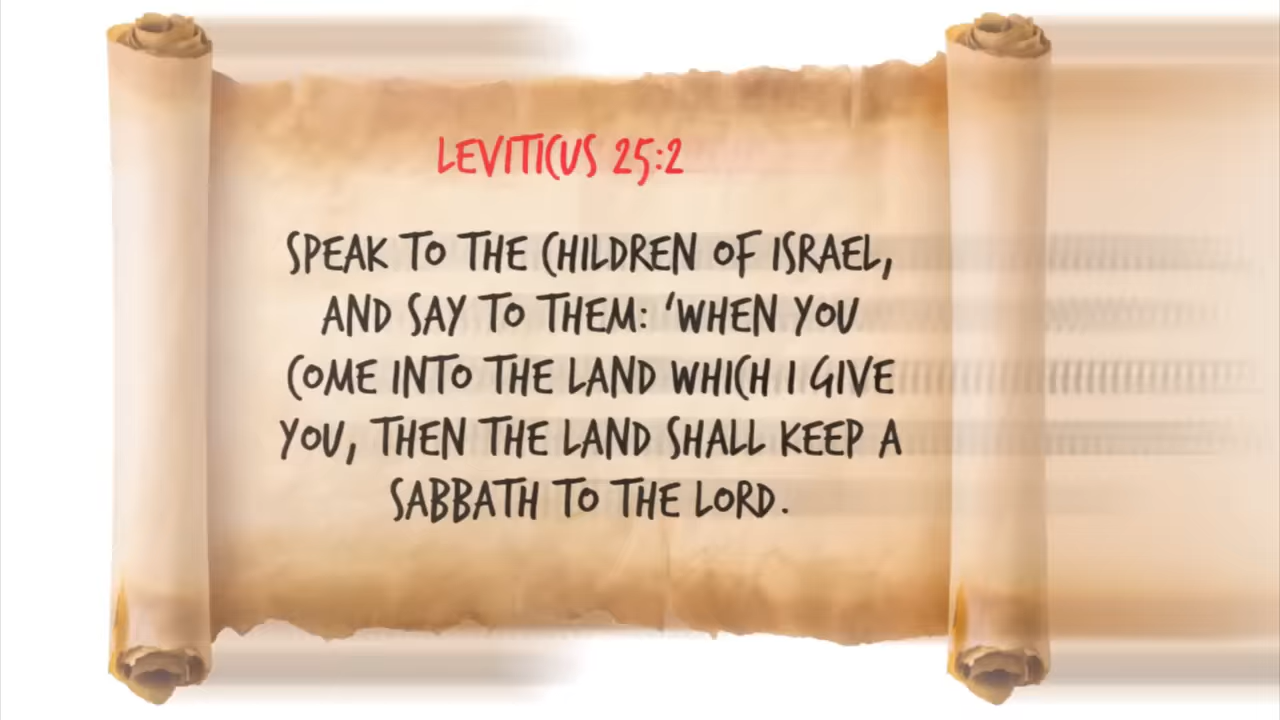 LEVITICUS 25:2
SPEAK TO THE CHILDREN OF ISRAEL,
AND SAY TO THEM: ‘WHEN YOU
COME INTO THE LAND WHICH I GIVE
YOU, THEN THE LAND SHALL KEEP A
SABBATH TO THE LORD.